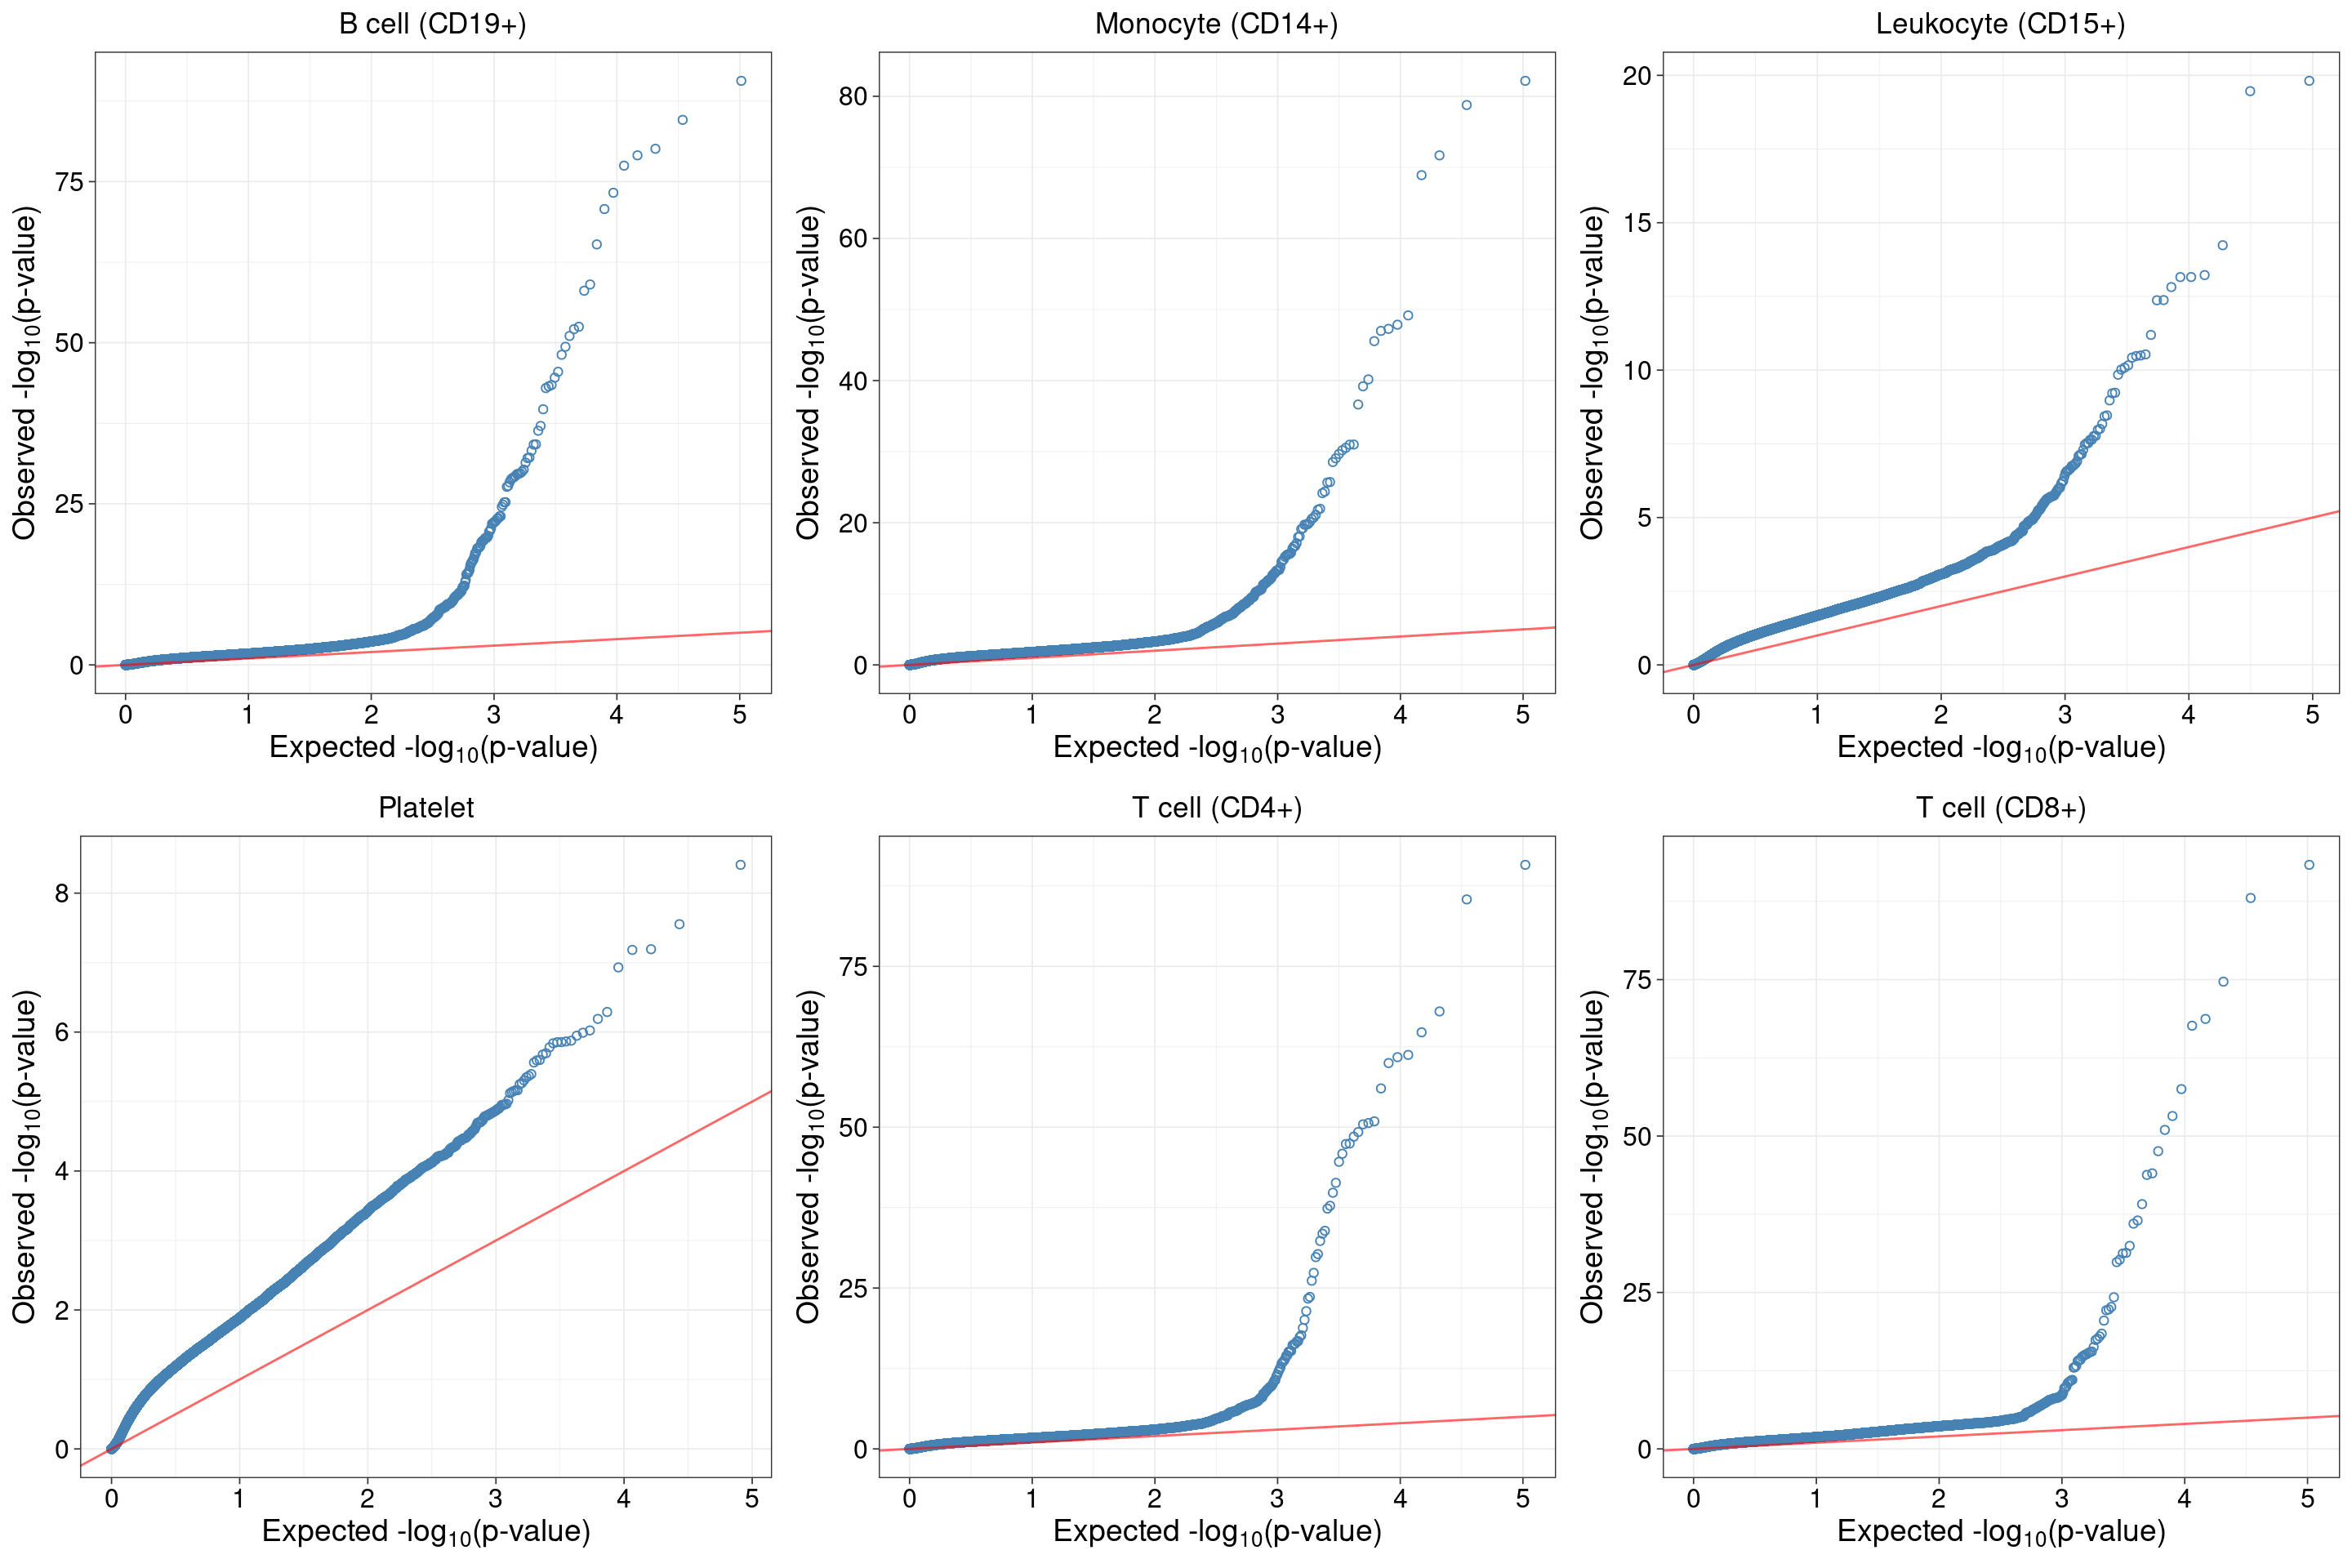 B cell (CD19+)
Observed -log10(p-value)
75
50
25
0
0 1 2 3 4 5
Expected -log10(p-value)
Monocyte (CD14+)
Observed -log10(p-value)
80
60
40
20
0
0 1 2 3 4 5
Expected -log10(p-value)
Leukocyte (CD15+)
Observed -log10(p-value)
20
15
10
5
0
0 1 2 3 4 5
Expected -log10(p-value)
Platelet
Observed -log10(p-value)
8
6
4
2
0
0 1 2 3 4 5
Expected -log10(p-value)
T cell (CD4+)
Observed -log10(p-value)
75
50
25
0
0 1 2 3 4 5
Expected -log10(p-value)
T cell (CD8+)
Observed -log10(p-value)
75
50
25
0
0 1 2 3 4 5
Expected -log10(p-value)